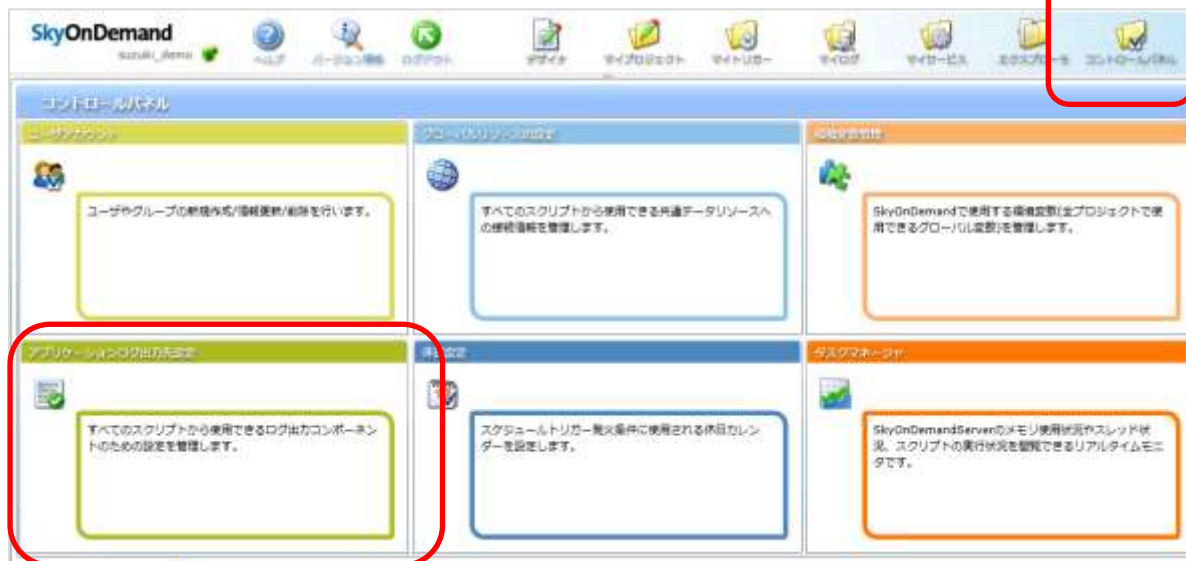 SkyOnDemand
suzuki_demo
ヘルプ
バージョン情報
ログアウト
デザイナ
マイプロジェクト
マイトリガー
マイログ
マイサービス
エクスプローラ
コントロールパネル
コントロールパネル
ユーザアカウント
グローバルリソースの設定
環境変数管理
ユーザやグループの新規作成/情報更新/削除を行います。
すべてのスクリプトから使用できる共通データリソースへ
の接続情報を管理します。
SkyOnDemandで使用する環境変数(全プロジェクトで使
用できるグローバル変数)を管理します。
アプリケーションログ出力先設定
休日設定
タスクマネージャ
すべてのスクリプトから使用できるログ出力コンポーネン
トのための設定を管理します。
スケジュールトリガー発火条件に使用される休日カレン
ダーを設定します。
SkyOnDemandServerのメモリ使用状況やスレッド状
況、スクリプトの実行状況を観覧できるリアルタイムモニ
タです。